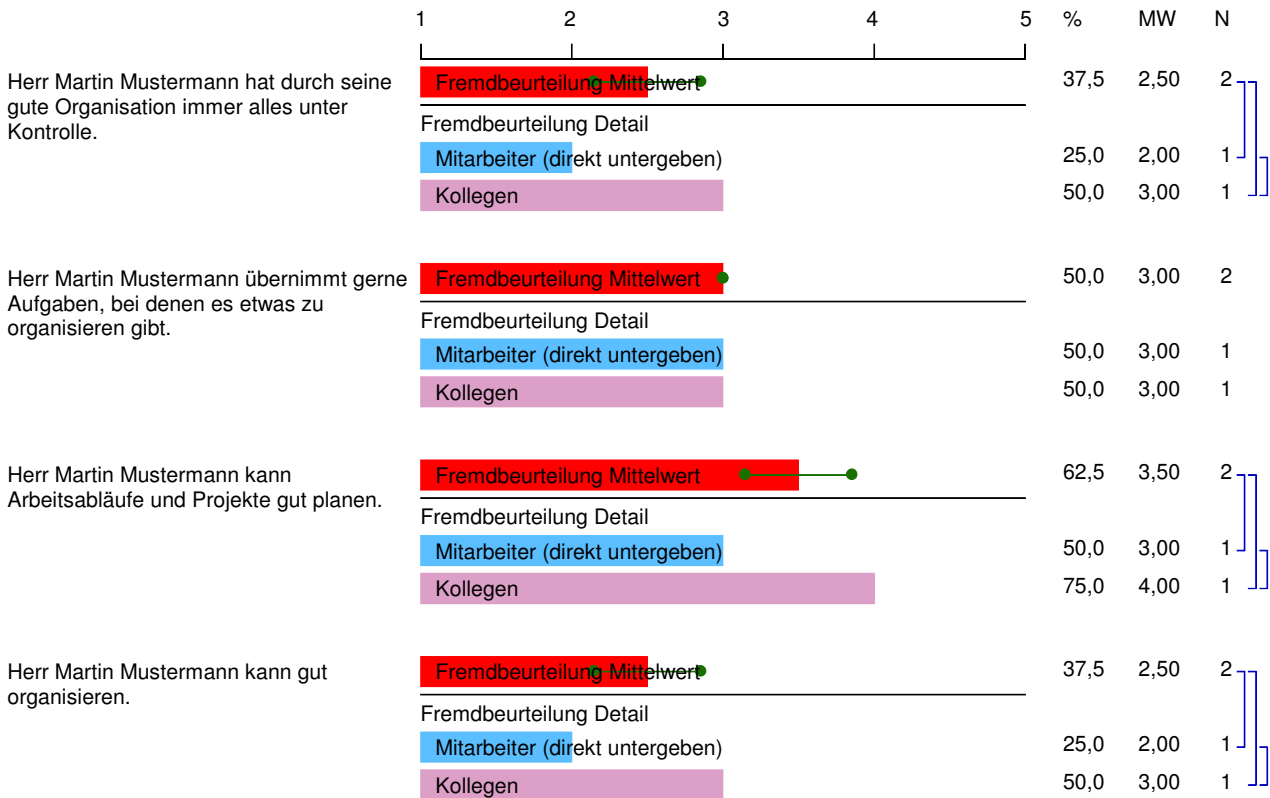 1 2 3 4 5 % MW N
Herr Martin Mustermann hat durch seine
gute Organisation immer alles unter
Kontrolle.
Fremdbeurteilung Mittelwert 37,5 2,50 2
Fremdbeurteilung Detail
Mitarbeiter (direkt untergeben) 25,0 2,00 1
Kollegen 50,0 3,00 1
Herr Martin Mustermann übernimmt gerne
Aufgaben, bei denen es etwas zu
organisieren gibt.
Fremdbeurteilung Mittelwert 50,0 3,00 2
Fremdbeurteilung Detail
Mitarbeiter (direkt untergeben) 50,0 3,00 1
Kollegen 50,0 3,00 1
Herr Martin Mustermann kann
Arbeitsabläufe und Projekte gut planen.
Fremdbeurteilung Mittelwert 62,5 3,50 2
Fremdbeurteilung Detail
Mitarbeiter (direkt untergeben) 50,0 3,00 1
Kollegen 75,0 4,00 1
Herr Martin Mustermann kann gut
organisieren.
Fremdbeurteilung Mittelwert 37,5 2,50 2
Fremdbeurteilung Detail
Mitarbeiter (direkt untergeben) 25,0 2,00 1
Kollegen 50,0 3,00 1